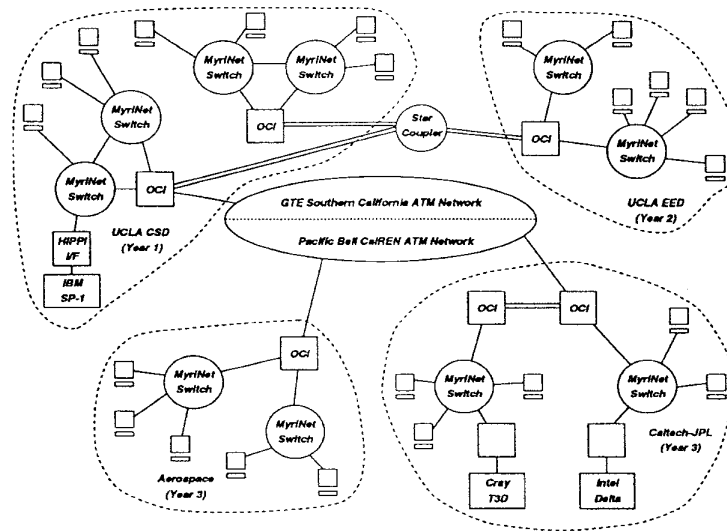 MyriNet
Switch
MyriNet
Switch
MyriNet
Switch
OCI
Star
Coupler
OCI
MyriNet
Switch
MyriNet
Switch
MyriNet
Switch
OCI
HIPPI
I/F
IBM
SP-1
UCLA CSD
(Year 1)
UCLA EED
(Year 2)
GTE Southern California ATM Network
Pacific Bell CalREN ATM Network
OCI
OCI
OCI
MyriNet
Switch
MyriNet
Switch
MyriNet
Switch
MyriNet
Switch
Aerospace
(Year 3)
Cray
T3D
Intel
Delta
Caltech-JPL
(Year 3)